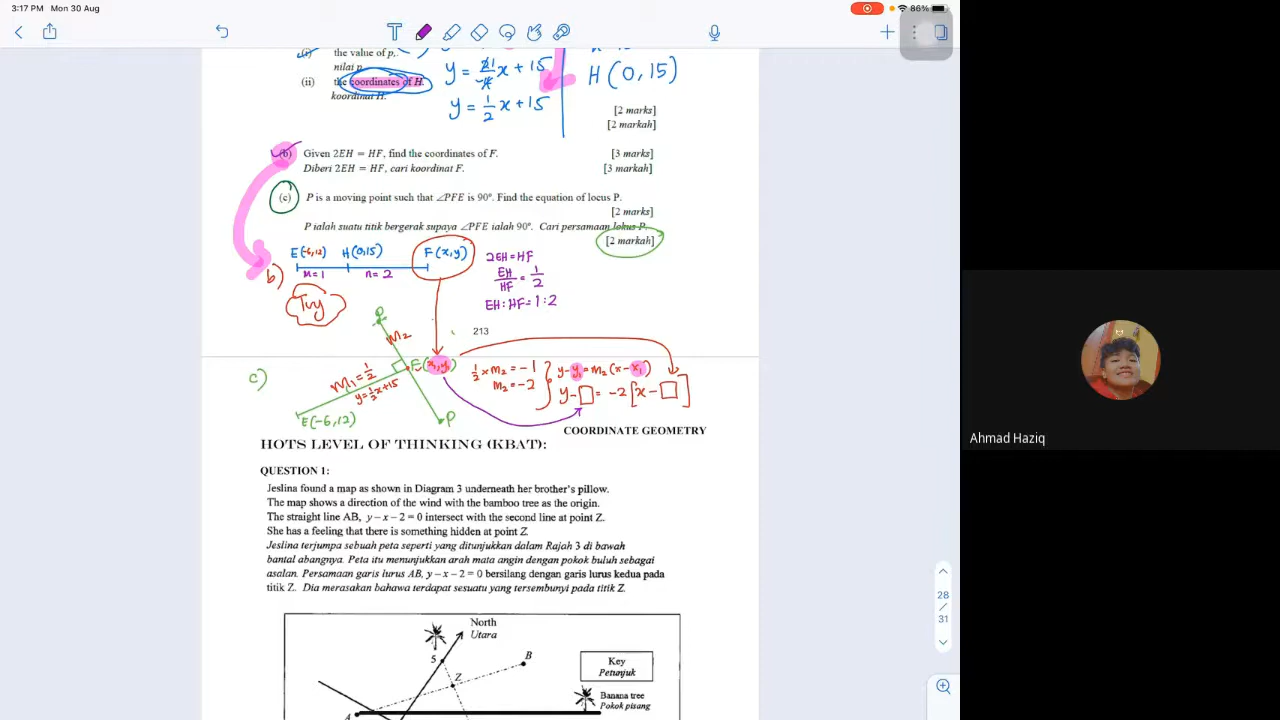 3:17 PM Mon 30 Aug
86%
(i) the value of p,
nilai p
(ii) the coordinates of H.
koordinat H.
y = 1/2 x + 15
H (0, 15)
[2 marks]
[2 markah]
(b) Given 2EH = HF, find the coordinates of F.
[3 marks]
Diberi 2EH = HF, cari koordinat F.
[3 markah]
(c) P is a moving point such that ∠PFE is 90°. Find the equation of locus P.
[2 marks]
P ialah suatu titik bergerak supaya ∠PFE ialah 90°. Cari persamaan lokus P.
[2 markah]
b)
E(-6,12) H(0,15) F(x,y)
m=1 n=2
2EH = HF
EH/HF = 1/2
EH : HF = 1 : 2
Try
213
c)
P
m2
F(x1,y1)
m1 = 1/2
y = 1/2 x + 15
E(-6, 12)
P
1/2 × m2 = -1
m2 = -2
y - y1 = m2 (x - x1)
y - □ = -2 [x - □]
COORDINATE GEOMETRY
HOTS LEVEL OF THINKING (KBAT):
QUESTION 1:
Jeslina found a map as shown in Diagram 3 underneath her brother's pillow.
The map shows a direction of the wind with the bamboo tree as the origin.
The straight line AB, y – x – 2 = 0 intersect with the second line at point Z.
She has a feeling that there is something hidden at point Z.
Jeslina terjumpa sebuah peta seperti yang ditunjukkan dalam Rajah 3 di bawah
bantal abangnya. Peta itu menunjukkan arah mata angin dengan pokok buluh sebagai
asalan. Persamaan garis lurus AB, y – x – 2 = 0 bersilang dengan garis lurus kedua pada
titik Z. Dia merasakan bahawa terdapat sesuatu yang tersembunyi pada titik Z.
North
Utara
5
B
Z
A
Key
Petunjuk
Banana tree
Pokok pisang
28
/
31
Ahmad Haziq